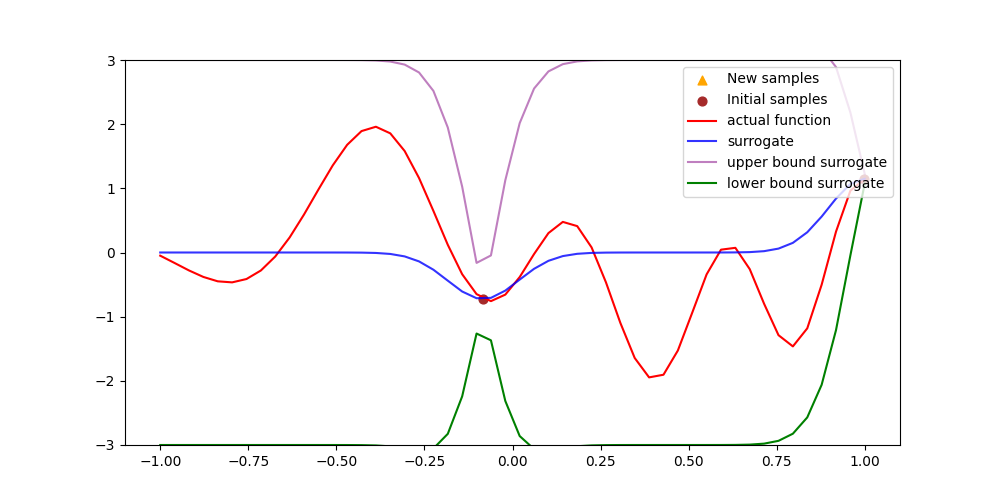 3
2
1
0
−1
−2
−3
−1.00 −0.75 −0.50 −0.25 0.00 0.25 0.50 0.75 1.00
New samples
Initial samples
actual function
surrogate
upper bound surrogate
lower bound surrogate